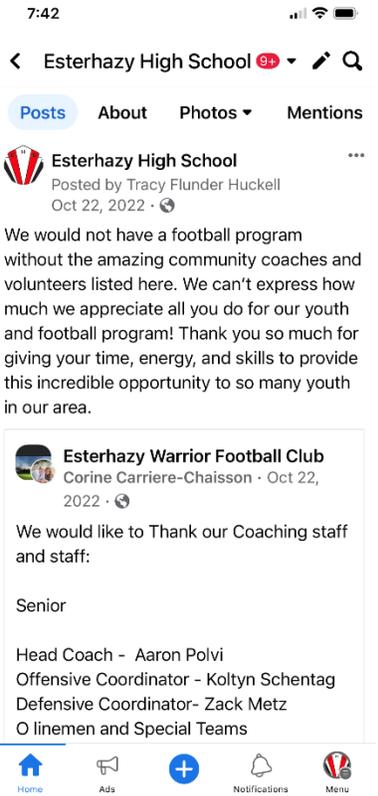 7:42
Esterhazy High School 9+
Posts About Photos Mentions
Esterhazy High School
Posted by Tracy Flunder Huckell
Oct 22, 2022 ·
We would not have a football program
without the amazing community coaches and
volunteers listed here. We can't express how
much we appreciate all you do for our youth
and football program! Thank you so much for
giving your time, energy, and skills to provide
this incredible opportunity to so many youth
in our area.
Esterhazy Warrior Football Club
Corine Carriere-Chaisson · Oct 22,
2022 ·
We would like to Thank our Coaching staff
and staff:
Senior
Head Coach - Aaron Polvi
Offensive Coordinator - Koltyn Schentag
Defensive Coordinator- Zack Metz
O linemen and Special Teams
Home Ads Notifications Menu